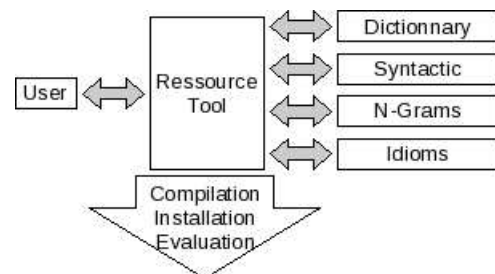 User
Ressource
Tool
Dictionnary
Syntactic
N-Grams
Idioms
Compilation
Installation
Evaluation